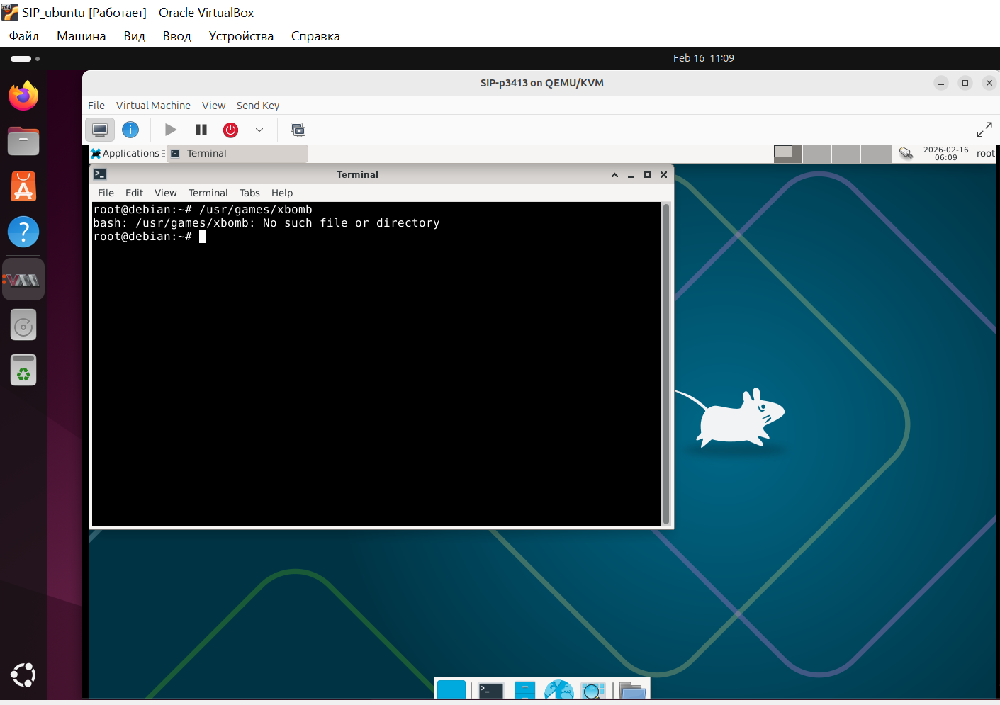 SIP_ubuntu [Работает] - Oracle VirtualBox
Файл Машина Вид Ввод Устройства Справка
Feb 16 11:09
SIP-p3413 on QEMU/KVM
File Virtual Machine View Send Key
Applications Terminal 2026-02-16 06:09 root
Terminal
File Edit View Terminal Tabs Help
root@debian:~# /usr/games/xbomb
bash: /usr/games/xbomb: No such file or directory
root@debian:~#